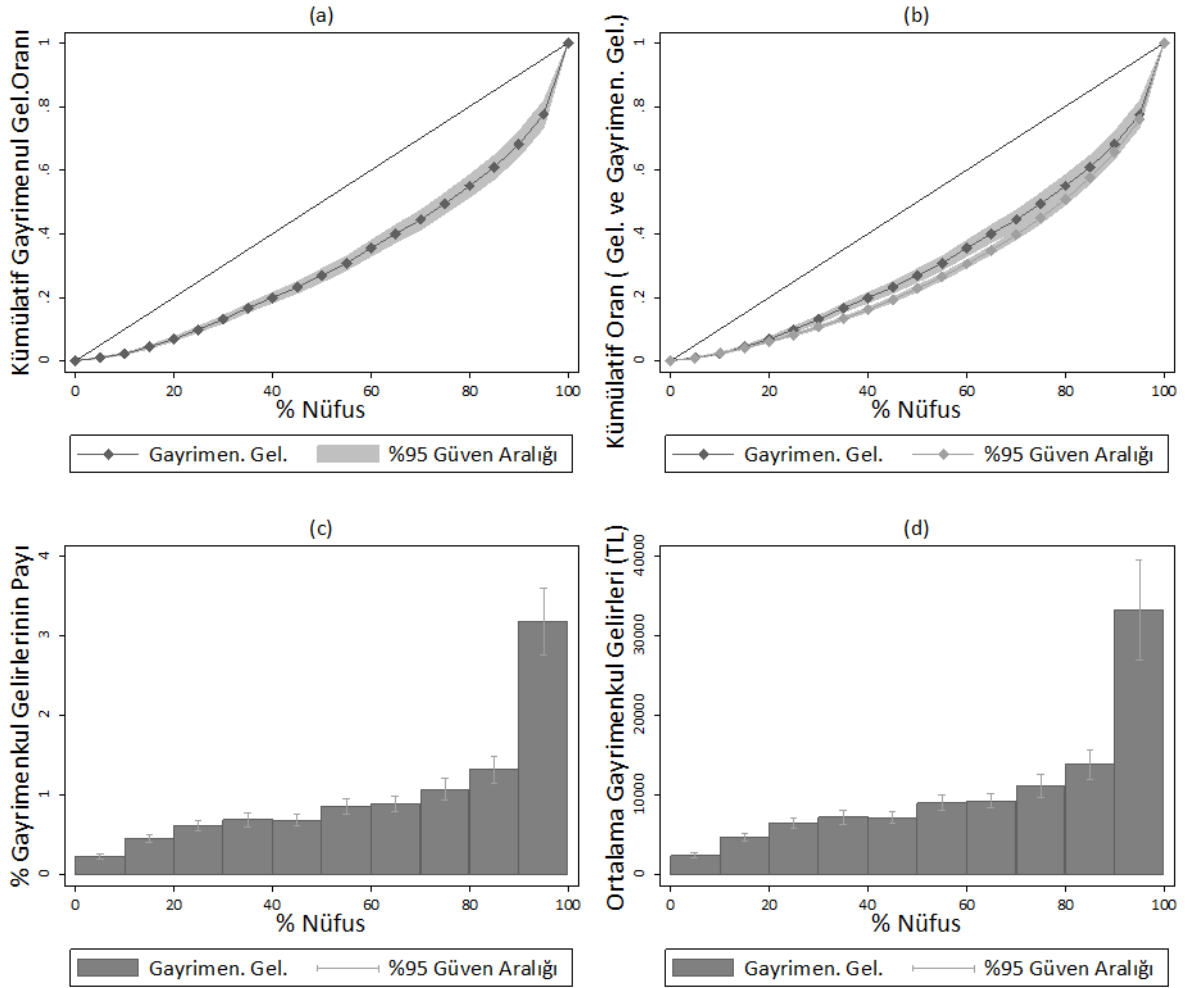 (a)
Kümülatif Gayrimenul Gel.Oranı
1
.8
.6
.4
.2
0
0 20 40 60 80 100
% Nüfus
Gayrimen. Gel. %95 Güven Aralığı
(b)
Kümülatif Oran ( Gel. ve Gayrimen. Gel.)
1
.8
.6
.4
.2
0
0 20 40 60 80 100
% Nüfus
Gayrimen. Gel. %95 Güven Aralığı
(c)
% Gayrimenkul Gelirlerinin Payı
4
3
2
1
0
0 20 40 60 80 100
% Nüfus
Gayrimen. Gel. %95 Güven Aralığı
(d)
Ortalama Gayrimenkul Gelirleri (TL)
40000
30000
20000
10000
0
0 20 40 60 80 100
% Nüfus
Gayrimen. Gel. %95 Güven Aralığı